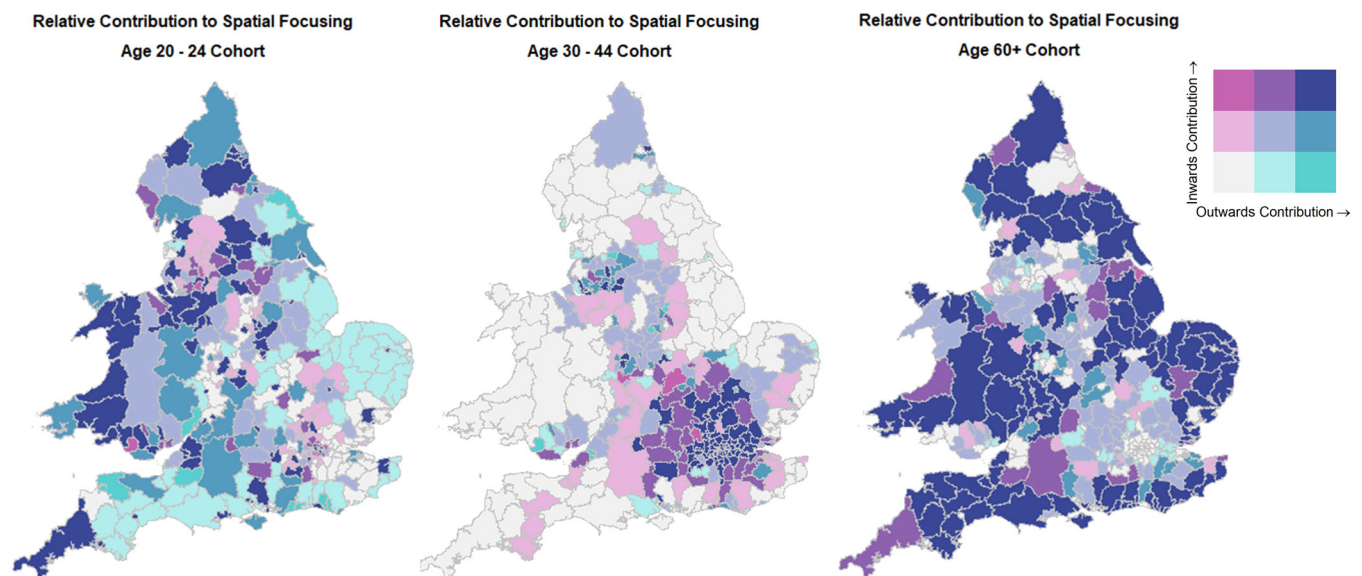 Relative Contribution to Spatial Focusing
Age 20 - 24 Cohort
Relative Contribution to Spatial Focusing
Age 30 - 44 Cohort
Relative Contribution to Spatial Focusing
Age 60+ Cohort
Inwards Contribution →
Outwards Contribution →